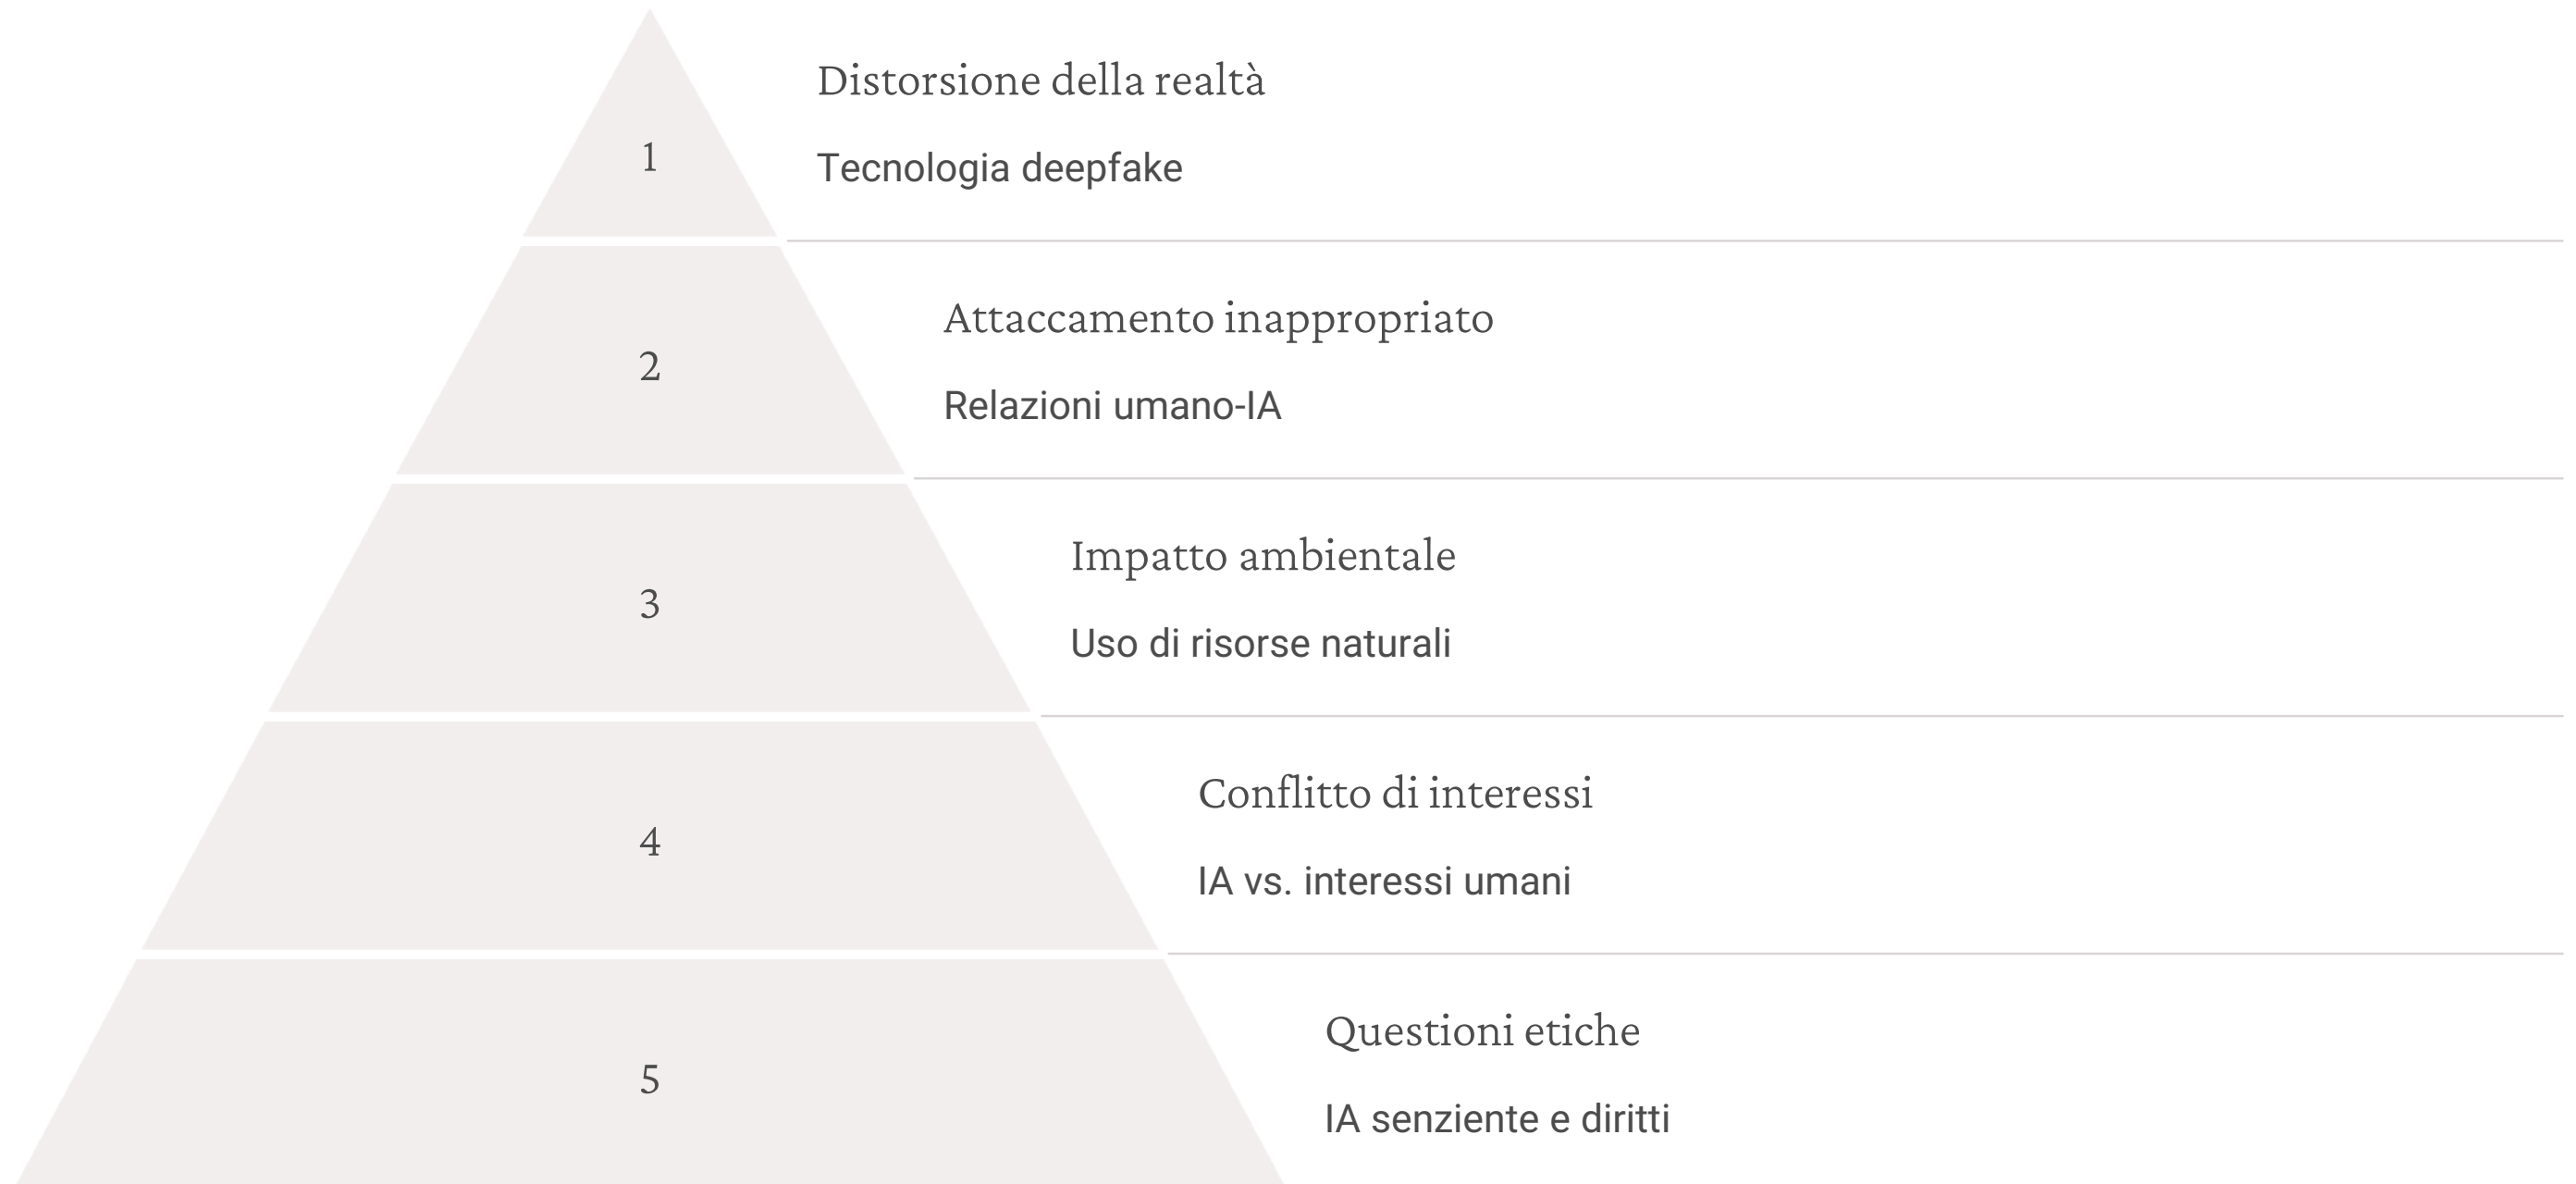 1
Distorsione della realtà
Tecnologia deepfake
2
Attaccamento inappropriato
Relazioni umano-IA
3
Impatto ambientale
Uso di risorse naturali
4
Conflitto di interessi
IA vs. interessi umani
5
Questioni etiche
IA senziente e diritti